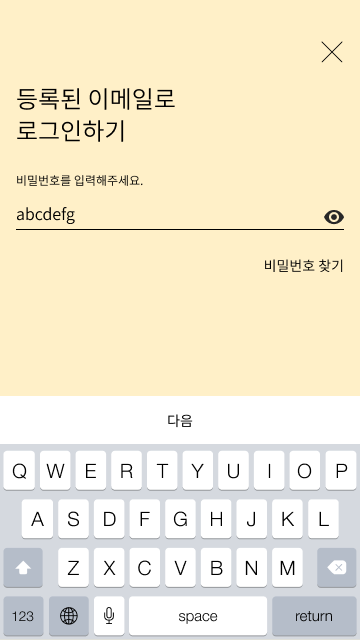 등록된 이메일로
로그인하기
비밀번호를 입력해주세요.
abcdefg
비밀번호 찾기
다음
Q W E R T Y U I O P
A S D F G H J K L
Z X C V B N M
123 space return